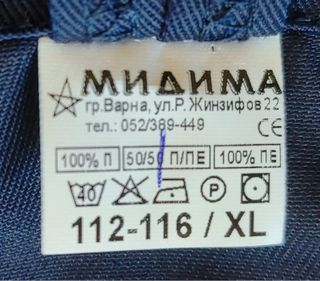 МИДИМА
гр.Варна, ул.Р.Жинзифов 22
тел.: 052/389-449 CE
100% П 50/50 П/ПЕ 100% ПЕ
40 P
112-116 / XL